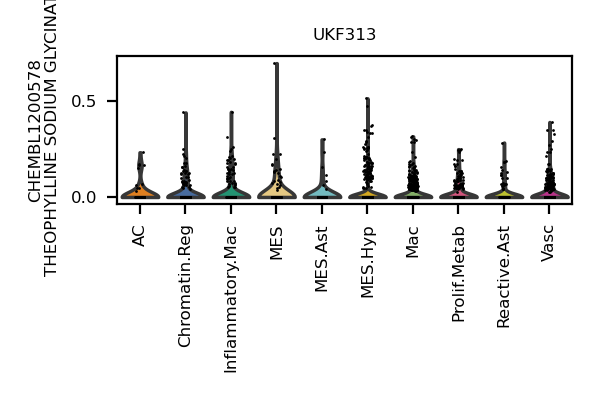 UKF313
CHEMBL1200578
THEOPHYLLINE SODIUM GLYCINAT
0.5
0.0
AC
Chromatin.Reg
Inflammatory.Mac
MES
MES.Ast
MES.Hyp
Mac
Prolif.Metab
Reactive.Ast
Vasc